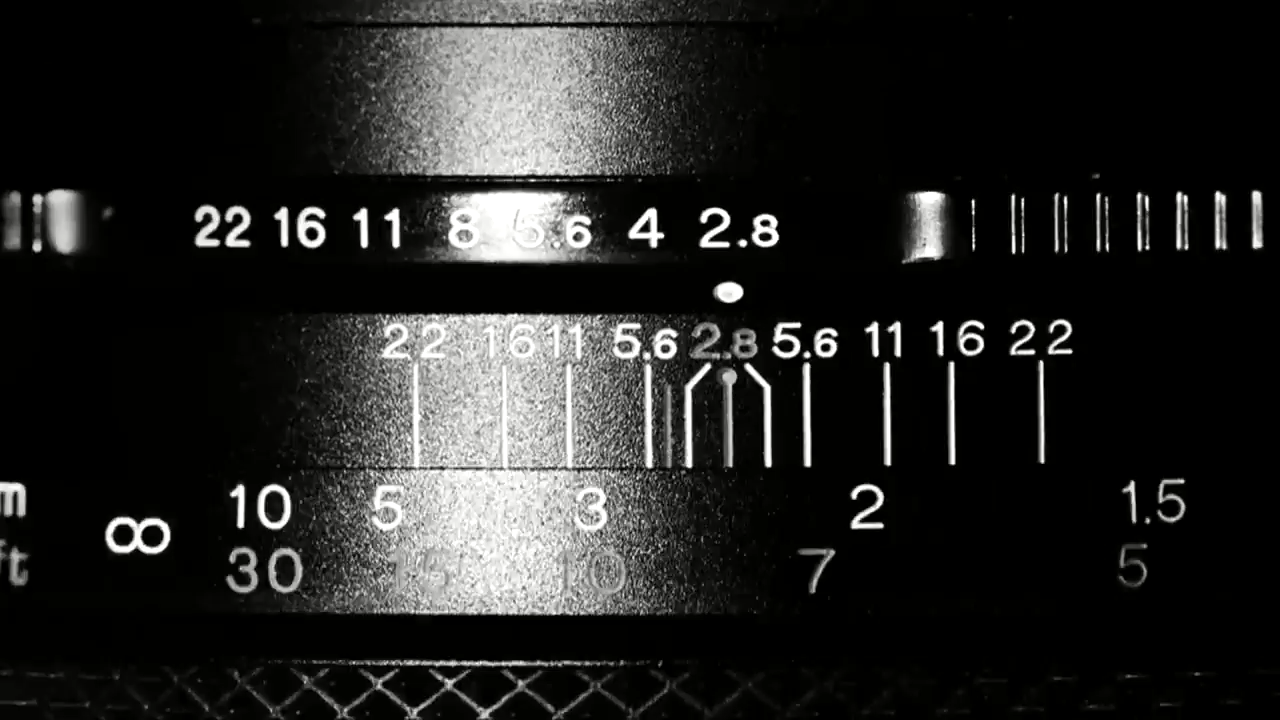 22 16 11 8 5.6 4 2.8
22 16 11 5.6 2.8 5.6 11 16 22
m ∞ 10 5 3 2 1.5
ft 30 15 10 7 5